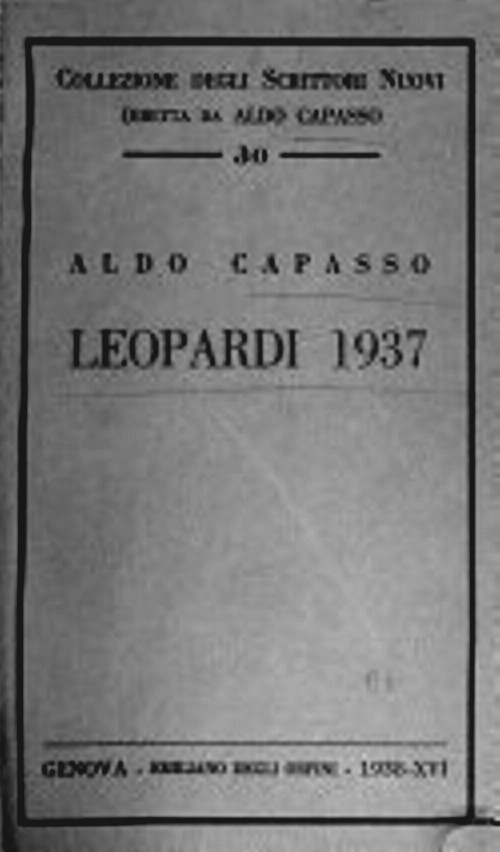 COLLEZIONE DEGLI SCRITTORI NUOVI
DIRETTA DA ALDO CAPASSO
30
ALDO CAPASSO
LEOPARDI 1937
GENOVA - EMILIANO DEGLI ORFINI - 1938-XVI